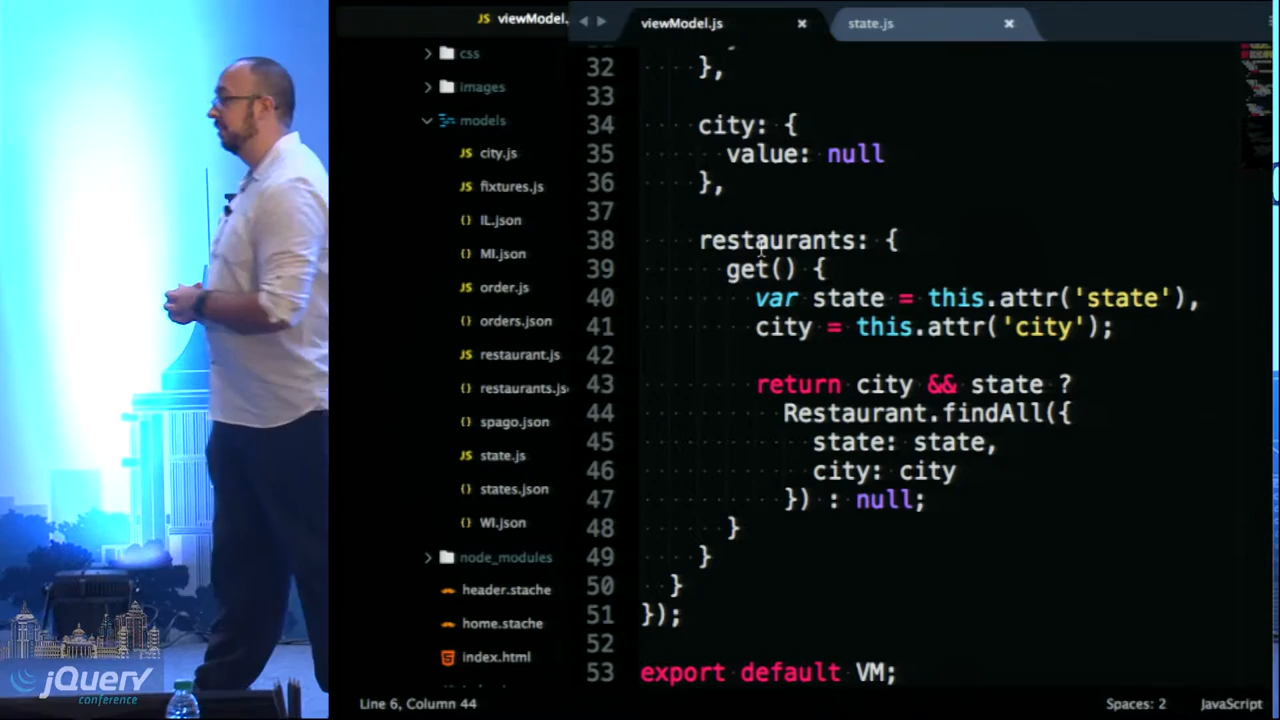 viewModel.
css
images
models
JS city.js
JS fixtures.js
{} IL.json
{} MI.json
JS order.js
{} orders.json
JS restaurant.js
{} restaurants.js
{} spago.json
JS state.js
{} states.json
{} WI.json
node_modules
header.stache
home.stache
index.html
viewModel.js
state.js
32 },
33
34 city: {
35 value: null
36 },
37
38 restaurants: {
39 get() {
40 var state = this.attr('state'),
41 city = this.attr('city');
42
43 return city && state ?
44 Restaurant.findAll({
45 state: state,
46 city: city
47 }) : null;
48 }
49 }
50 }
51 });
52
53 export default VM;
Line 6, Column 44
Spaces: 2
JavaScript
jQuery
conference